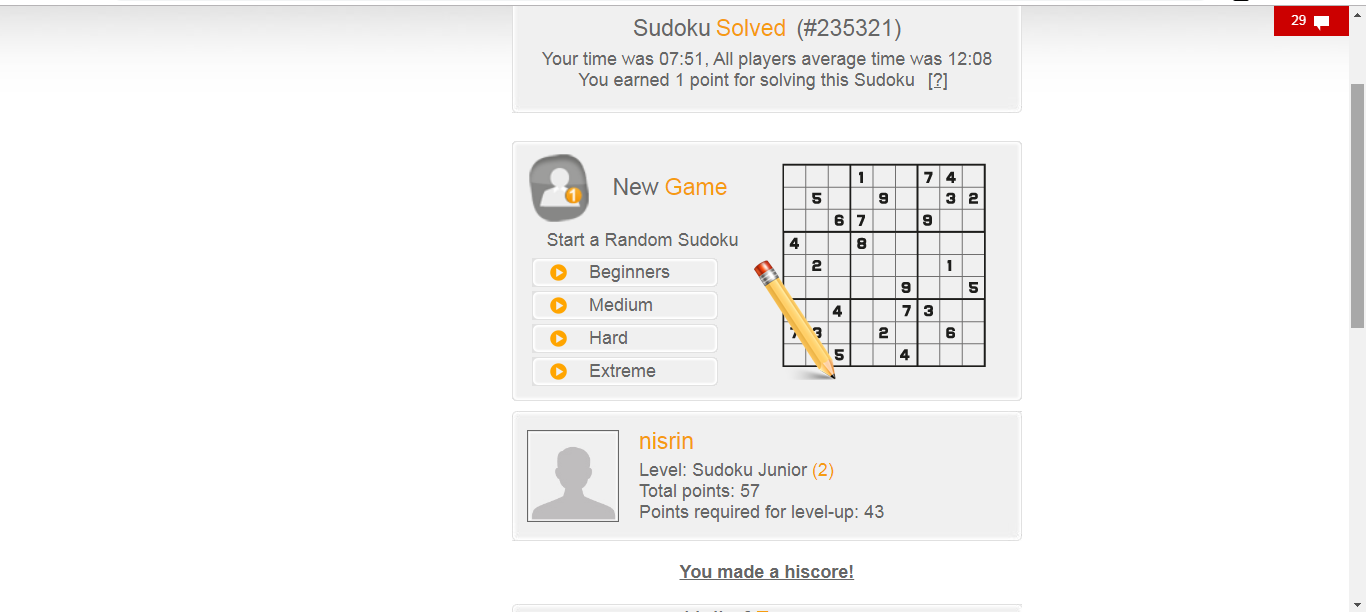 29
Sudoku Solved (#235321)
Your time was 07:51, All players average time was 12:08
You earned 1 point for solving this Sudoku [?]
1
New Game
Start a Random Sudoku
Beginners
Medium
Hard
Extreme
1 7 4
5 9 3 2
6 7 9
4 8
2 1
9 5
4 7 3
7 3 2 6
5 4
nisrin
Level: Sudoku Junior (2)
Total points: 57
Points required for level-up: 43
You made a hiscore!